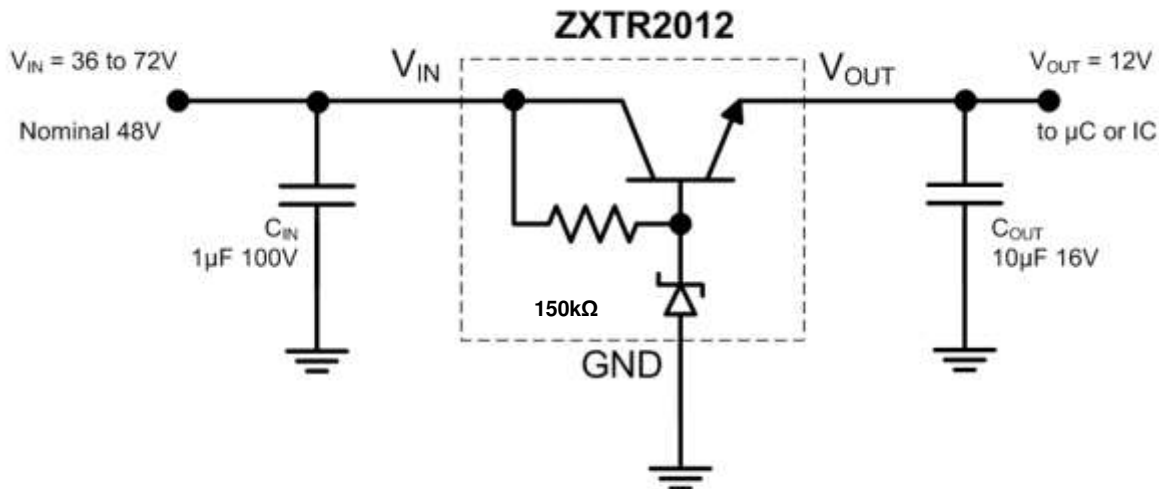 ZXTR2012
V_IN = 36 to 72V
V_IN
V_OUT
V_OUT = 12V
Nominal 48V
to µC or IC
C_IN
1µF 100V
C_OUT
10µF 16V
150kΩ
GND